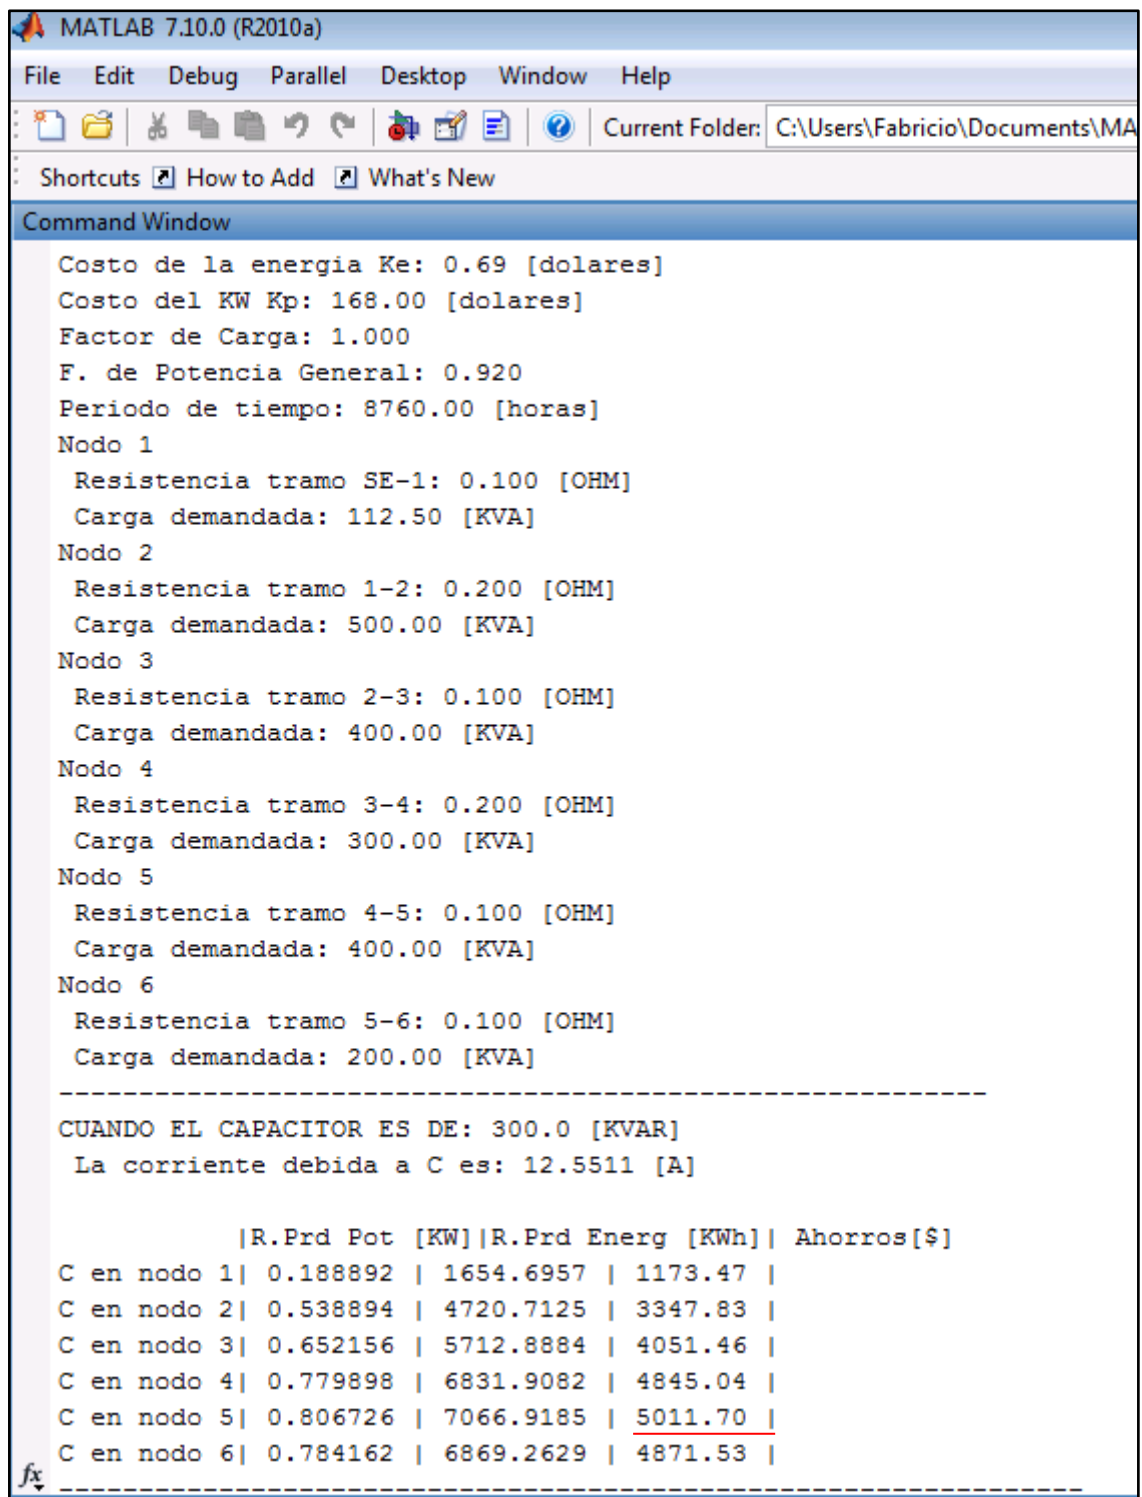 MATLAB 7.10.0 (R2010a)
File Edit Debug Parallel Desktop Window Help
Current Folder: C:\Users\Fabricio\Documents\MA
Shortcuts How to Add What's New
Command Window
Costo de la energia Ke: 0.69 [dolares]
Costo del KW Kp: 168.00 [dolares]
Factor de Carga: 1.000
F. de Potencia General: 0.920
Periodo de tiempo: 8760.00 [horas]
Nodo 1
Resistencia tramo SE-1: 0.100 [OHM]
Carga demandada: 112.50 [KVA]
Nodo 2
Resistencia tramo 1-2: 0.200 [OHM]
Carga demandada: 500.00 [KVA]
Nodo 3
Resistencia tramo 2-3: 0.100 [OHM]
Carga demandada: 400.00 [KVA]
Nodo 4
Resistencia tramo 3-4: 0.200 [OHM]
Carga demandada: 300.00 [KVA]
Nodo 5
Resistencia tramo 4-5: 0.100 [OHM]
Carga demandada: 400.00 [KVA]
Nodo 6
Resistencia tramo 5-6: 0.100 [OHM]
Carga demandada: 200.00 [KVA]
----------------------------------------------------------
CUANDO EL CAPACITOR ES DE: 300.0 [KVAR]
La corriente debida a C es: 12.5511 [A]
|R.Prd Pot [KW]|R.Prd Energ [KWh]| Ahorros[$]
C en nodo 1| 0.188892 | 1654.6957 | 1173.47 |
C en nodo 2| 0.538894 | 4720.7125 | 3347.83 |
C en nodo 3| 0.652156 | 5712.8884 | 4051.46 |
C en nodo 4| 0.779898 | 6831.9082 | 4845.04 |
C en nodo 5| 0.806726 | 7066.9185 | 5011.70 |
C en nodo 6| 0.784162 | 6869.2629 | 4871.53 |
fx ----------------------------------------------------------------